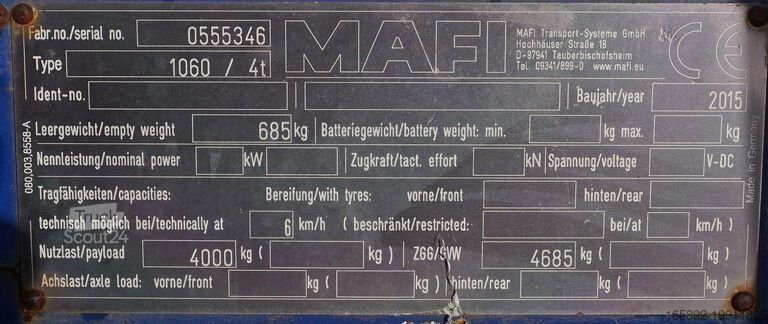 Fabr.no./serial no. 0555346
MAFI
MAFI Transport-Systeme GmbH
Hochhäuser Straße 18
D-97941 Tauberbischofsheim
Tel. 09341/899-0 www.mafi.eu
CE
Type 1060 / 4t
Ident-no. Baujahr/year 2015
Leergewicht/empty weight 685 kg Batteriegewicht/battery weight: min. kg max. kg
Nennleistung/nominal power kW Zugkraft/tact. effort kN Spannung/voltage V-DC
Tragfähigkeiten/capacities: Bereifung/with tyres: vorne/front hinten/rear
technisch möglich bei/technically at 6 km/h (beschränkt/restricted: bei/at km/h)
Nutzlast/payload 4000 kg ( kg) ZGG/GVW 4685 kg ( kg)
Achslast/axle load: vorne/front kg ( kg) hinten/rear kg ( kg)
080.003.8558-A
Made in Germany
Truck
Scout24